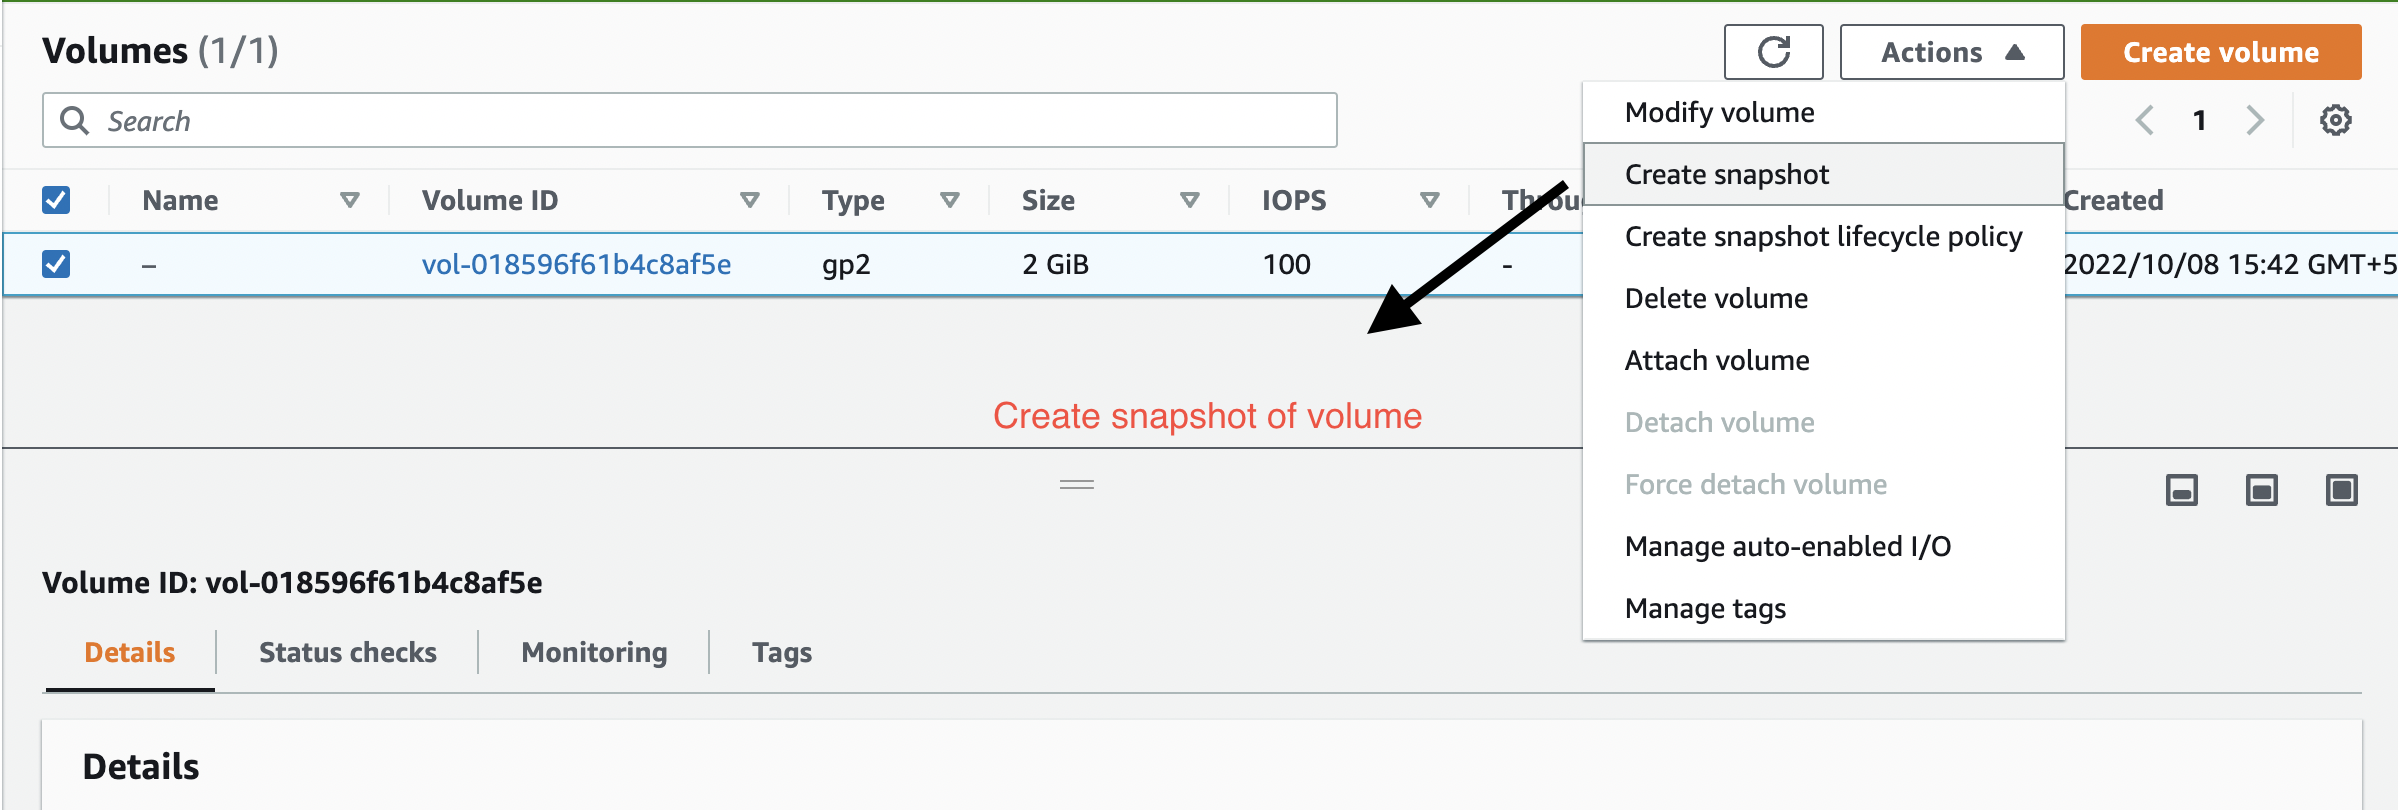 Volumes (1/1)
Actions
Create volume
Search
1
Name
Volume ID
Type
Size
IOPS
Created
–
vol-018596f61b4c8af5e
gp2
2 GiB
100
-
2022/10/08 15:42 GMT+5
Modify volume
Create snapshot
Create snapshot lifecycle policy
Delete volume
Attach volume
Detach volume
Force detach volume
Manage auto-enabled I/O
Manage tags
Create snapshot of volume
Volume ID: vol-018596f61b4c8af5e
Details
Status checks
Monitoring
Tags
Details